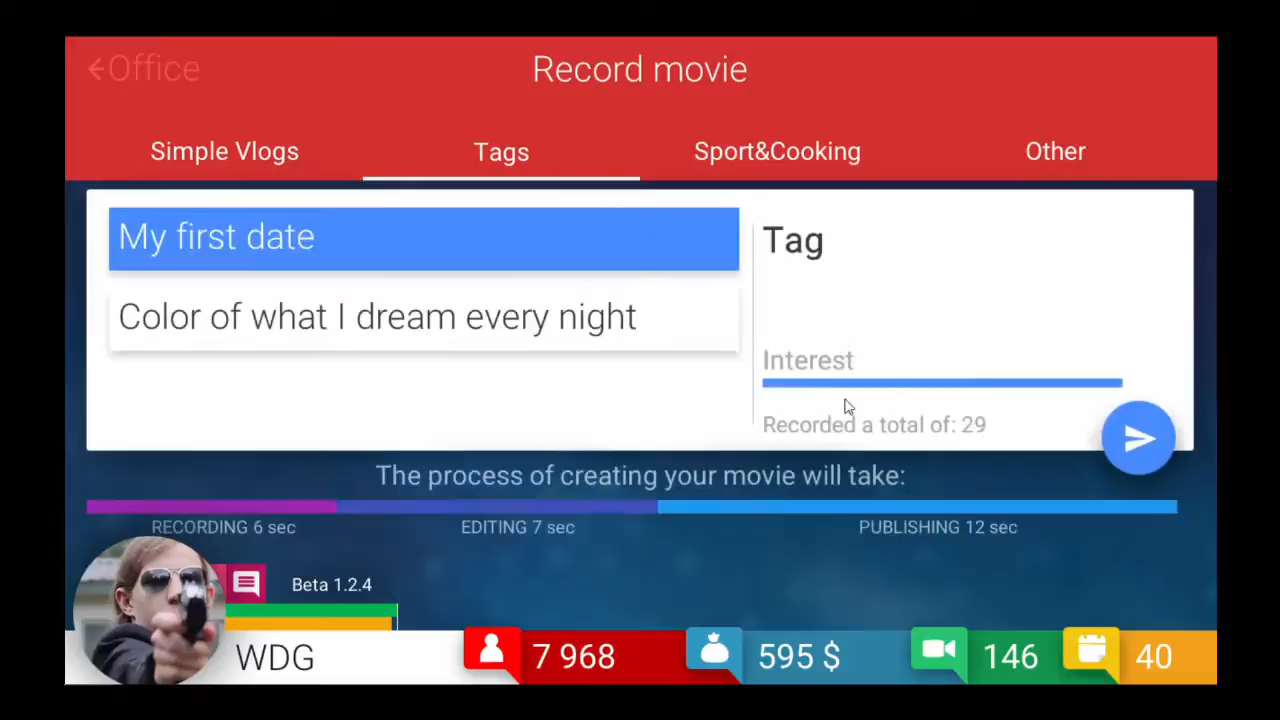 Office
Record movie
Simple Vlogs
Tags
Sport&Cooking
Other
My first date
Color of what I dream every night
Tag
Interest
Recorded a total of: 29
The process of creating your movie will take:
RECORDING 6 sec
EDITING 7 sec
PUBLISHING 12 sec
Beta 1.2.4
WDG
7 968
595 $
146
40